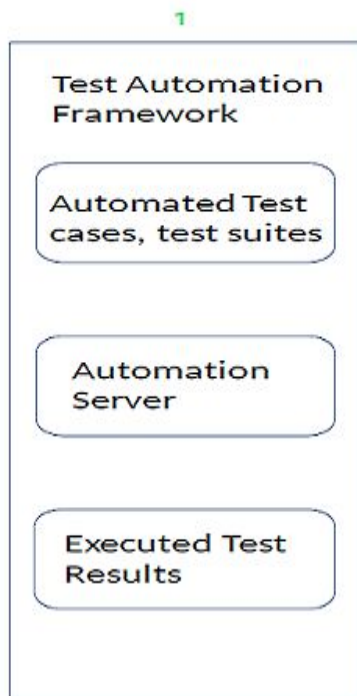 1
Test Automation
Framework
Automated Test
cases, test suites
Automation
Server
Executed Test
Results